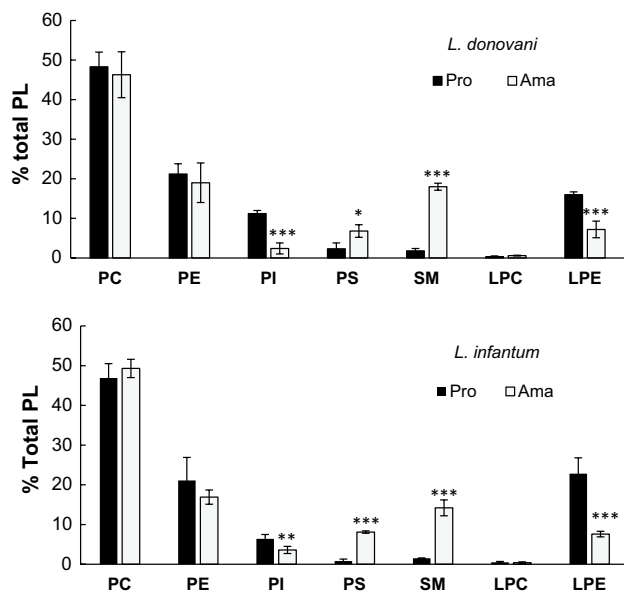 % total PL
60
50
40
30
20
10
0
L. donovani
Pro Ama
*** * *** ***
PC PE PI PS SM LPC LPE
% Total PL
60
50
40
30
20
10
0
L. infantum
Pro Ama
** *** *** ***
PC PE PI PS SM LPC LPE